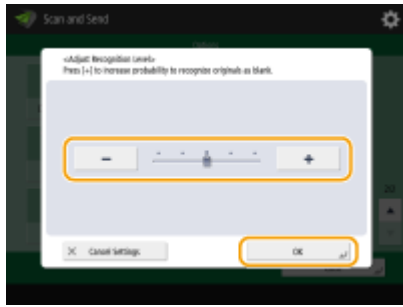 Scan and Send
<Adjust Recognition Level>
Press [+] to increase probability to recognize originals as blank.
− +
Cancel Settings OK